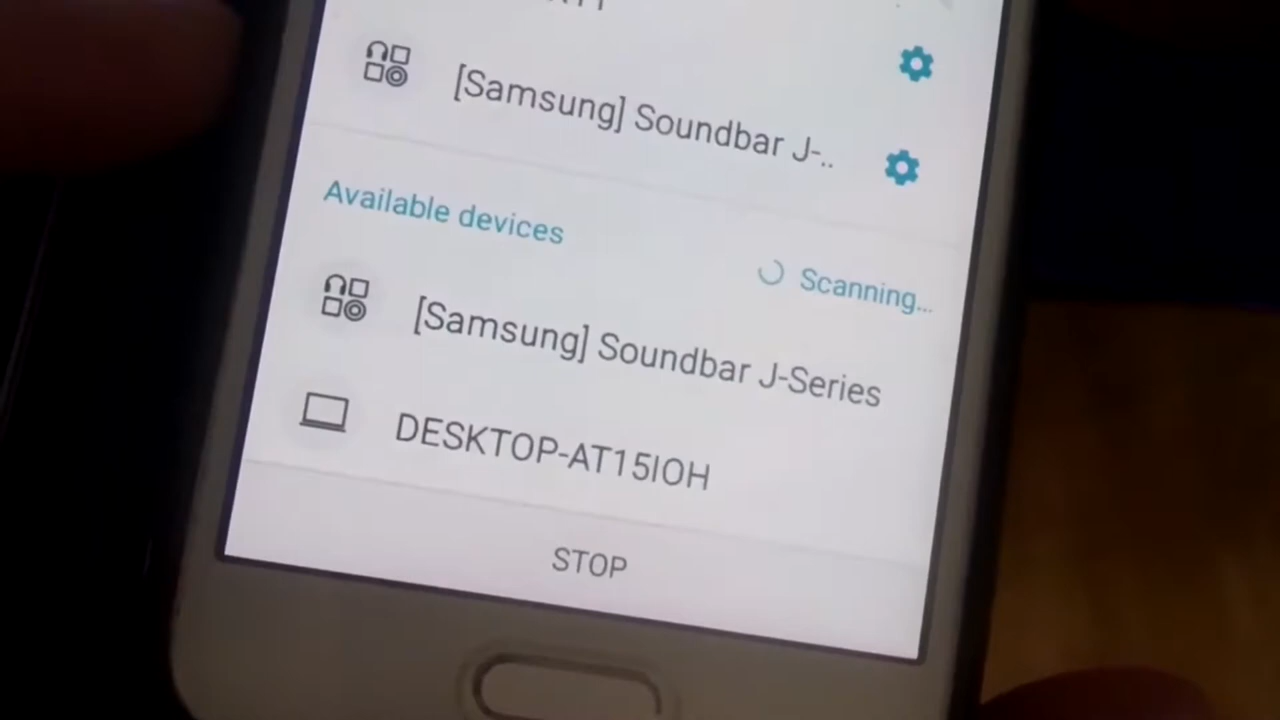 [Samsung] Soundbar J-..
Available devices
Scanning...
[Samsung] Soundbar J-Series
DESKTOP-AT15IOH
STOP